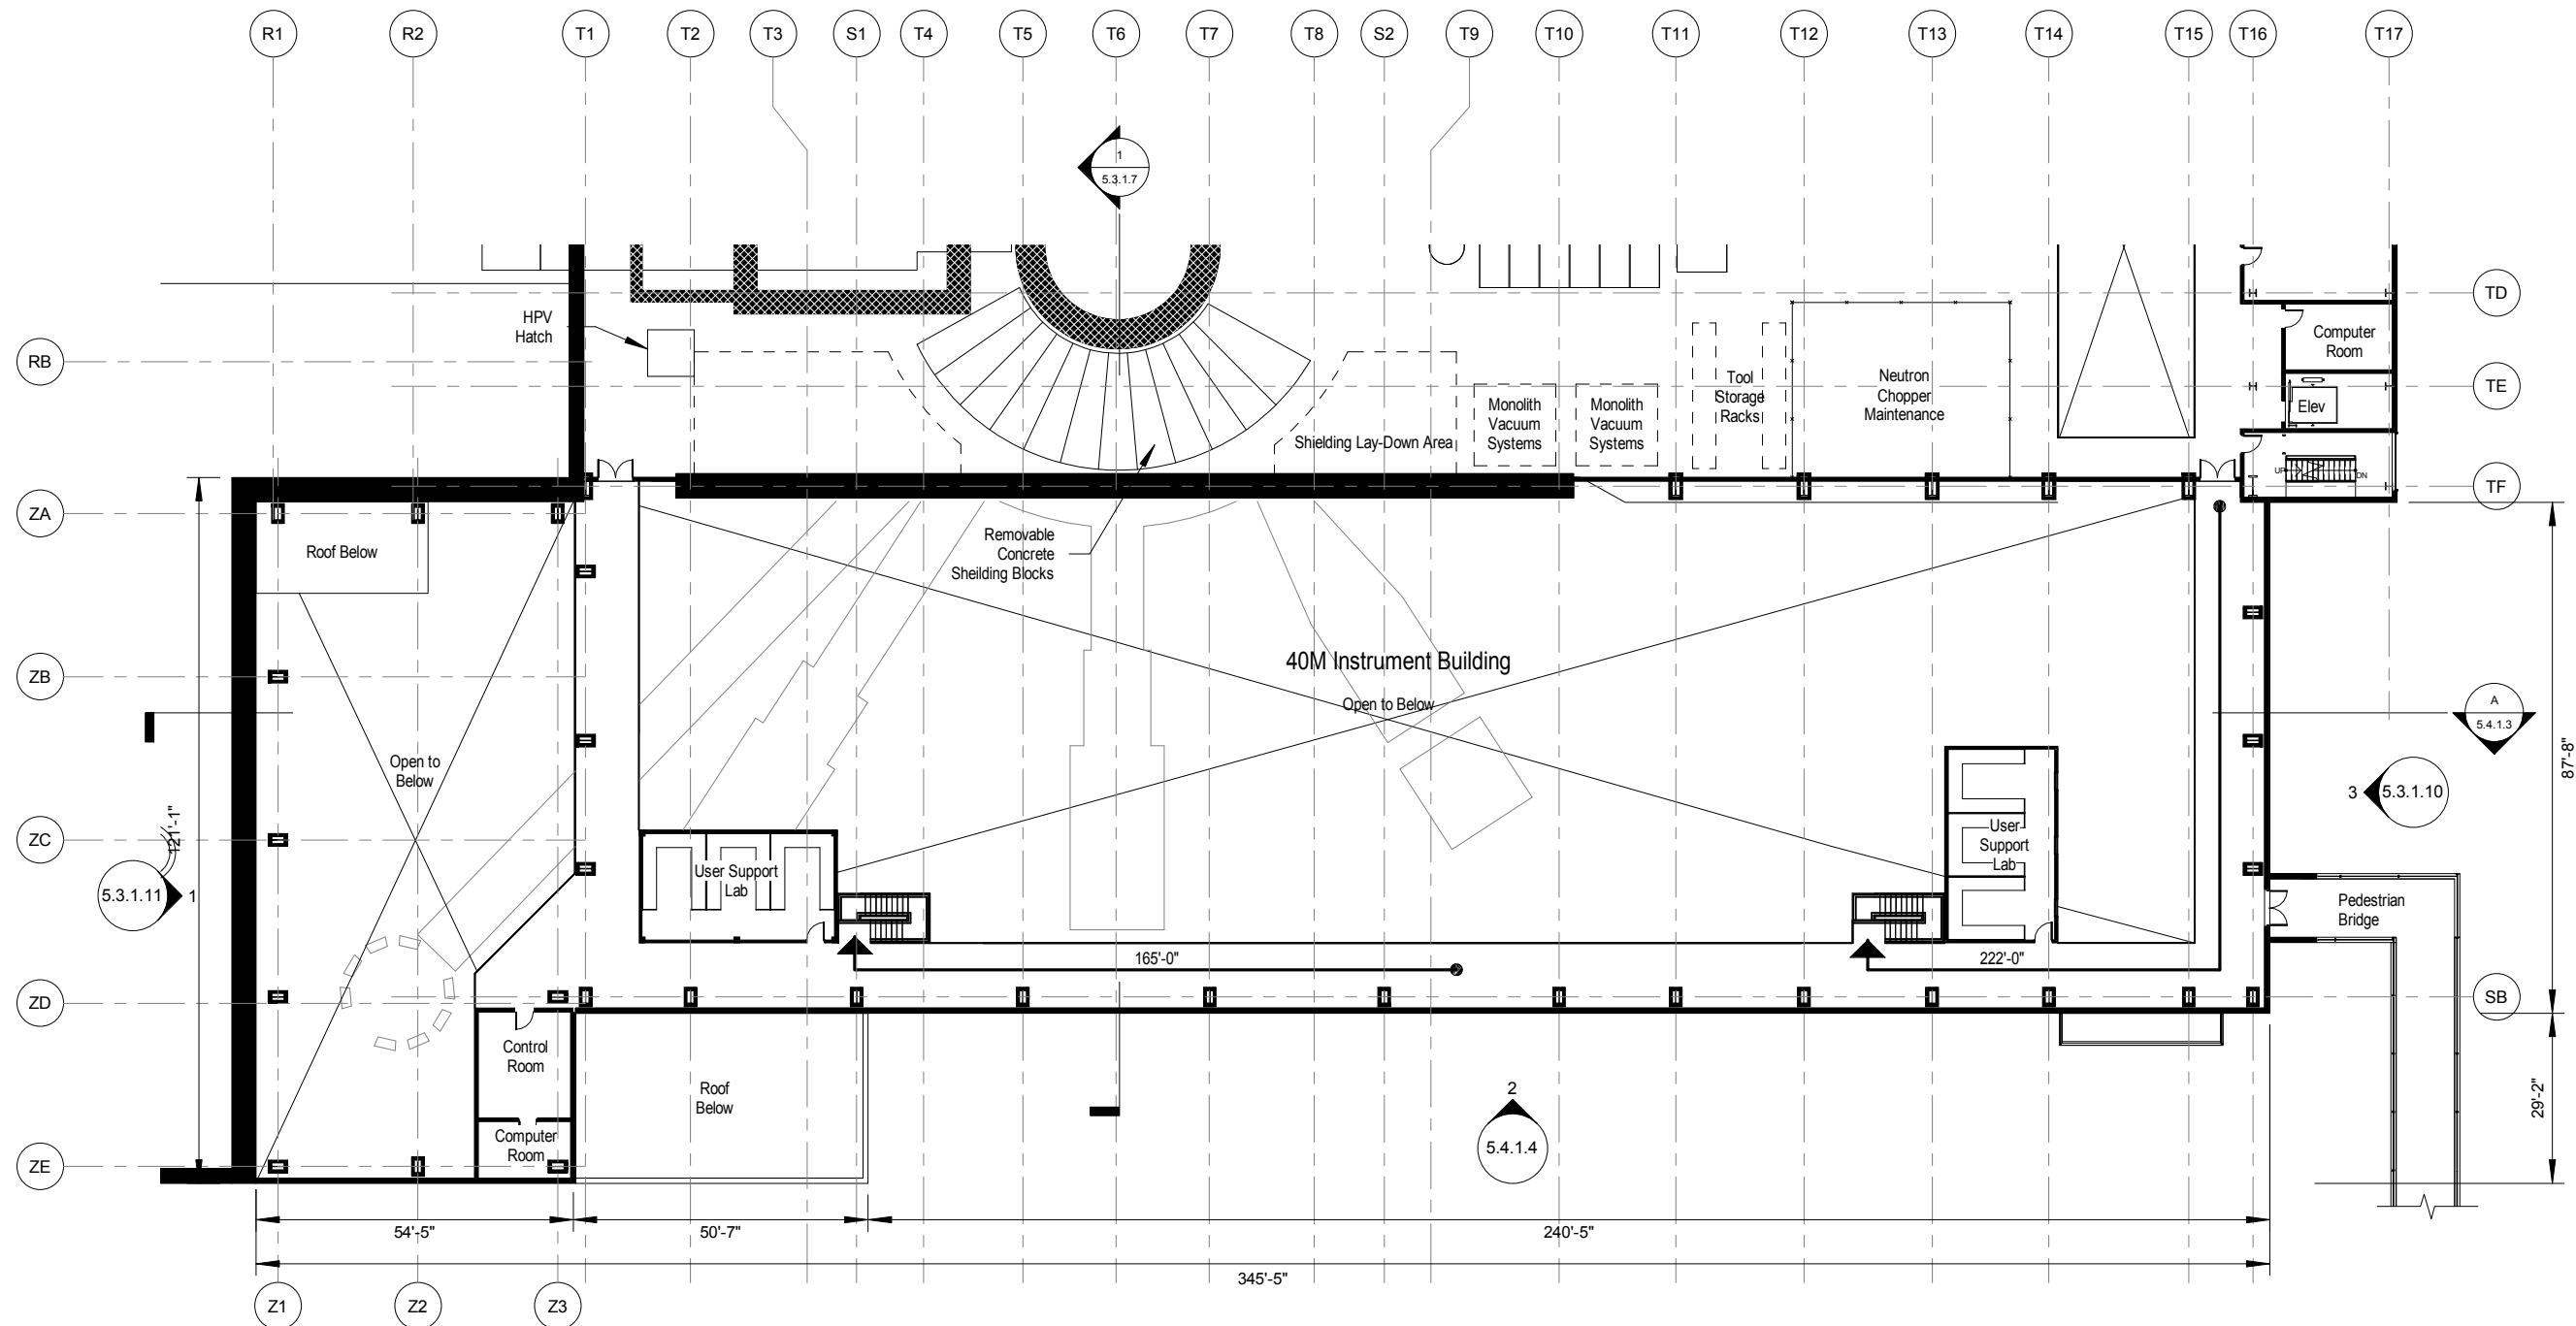 R1
R2
T1
T2
T3
S1
T4
T5
T6
T7
T8
S2
T9
T10
T11
T12
T13
T14
T15
T16
T17
1
5.3.1.7
TD
HPV
Hatch
Computer
Room
RB
TE
Tool
Storage
Racks
Neutron
Chopper
Maintenance
Elev
Monolith
Vacuum
Systems
Monolith
Vacuum
Systems
Shielding Lay-Down Area
UP
DN
TF
ZA
Roof Below
Removable
Concrete
Sheilding Blocks
40M Instrument Building
Open to Below
ZB
A
5.4.1.3
Open to
Below
87'-8"
3
5.3.1.10
121'-1"
ZC
User
Support
Lab
User Support
Lab
5.3.1.11
1
Pedestrian
Bridge
165'-0"
222'-0"
ZD
SB
Control
Room
Roof
Below
2
5.4.1.4
29'-2"
Computer
Room
ZE
54'-5"
50'-7"
240'-5"
345'-5"
Z1
Z2
Z3